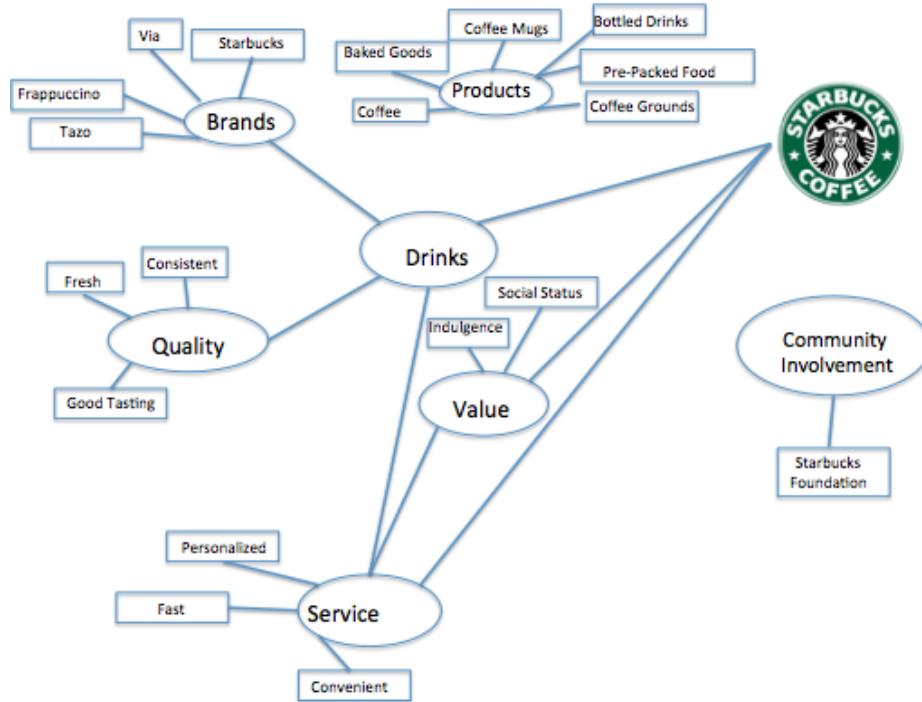 Via
Starbucks
Frappuccino
Tazo
Brands
Coffee Mugs
Bottled Drinks
Baked Goods
Pre-Packed Food
Products
Coffee
Coffee Grounds
STARBUCKS
COFFEE
Drinks
Consistent
Fresh
Quality
Good Tasting
Social Status
Indulgence
Value
Community
Involvement
Starbucks
Foundation
Personalized
Fast
Service
Convenient